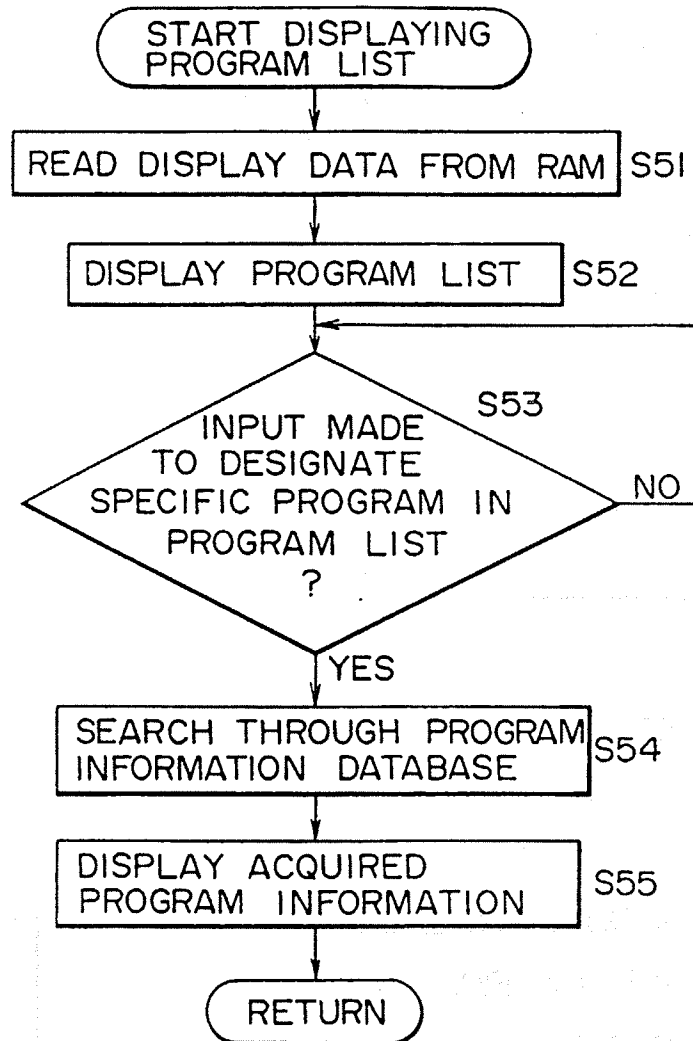 START DISPLAYING
PROGRAM LIST
READ DISPLAY DATA FROM RAM
S51
DISPLAY PROGRAM LIST
S52
S53
INPUT MADE
TO DESIGNATE
SPECIFIC PROGRAM IN
PROGRAM LIST
?
NO
YES
SEARCH THROUGH PROGRAM
INFORMATION DATABASE
S54
DISPLAY ACQUIRED
PROGRAM INFORMATION
S55
RETURN